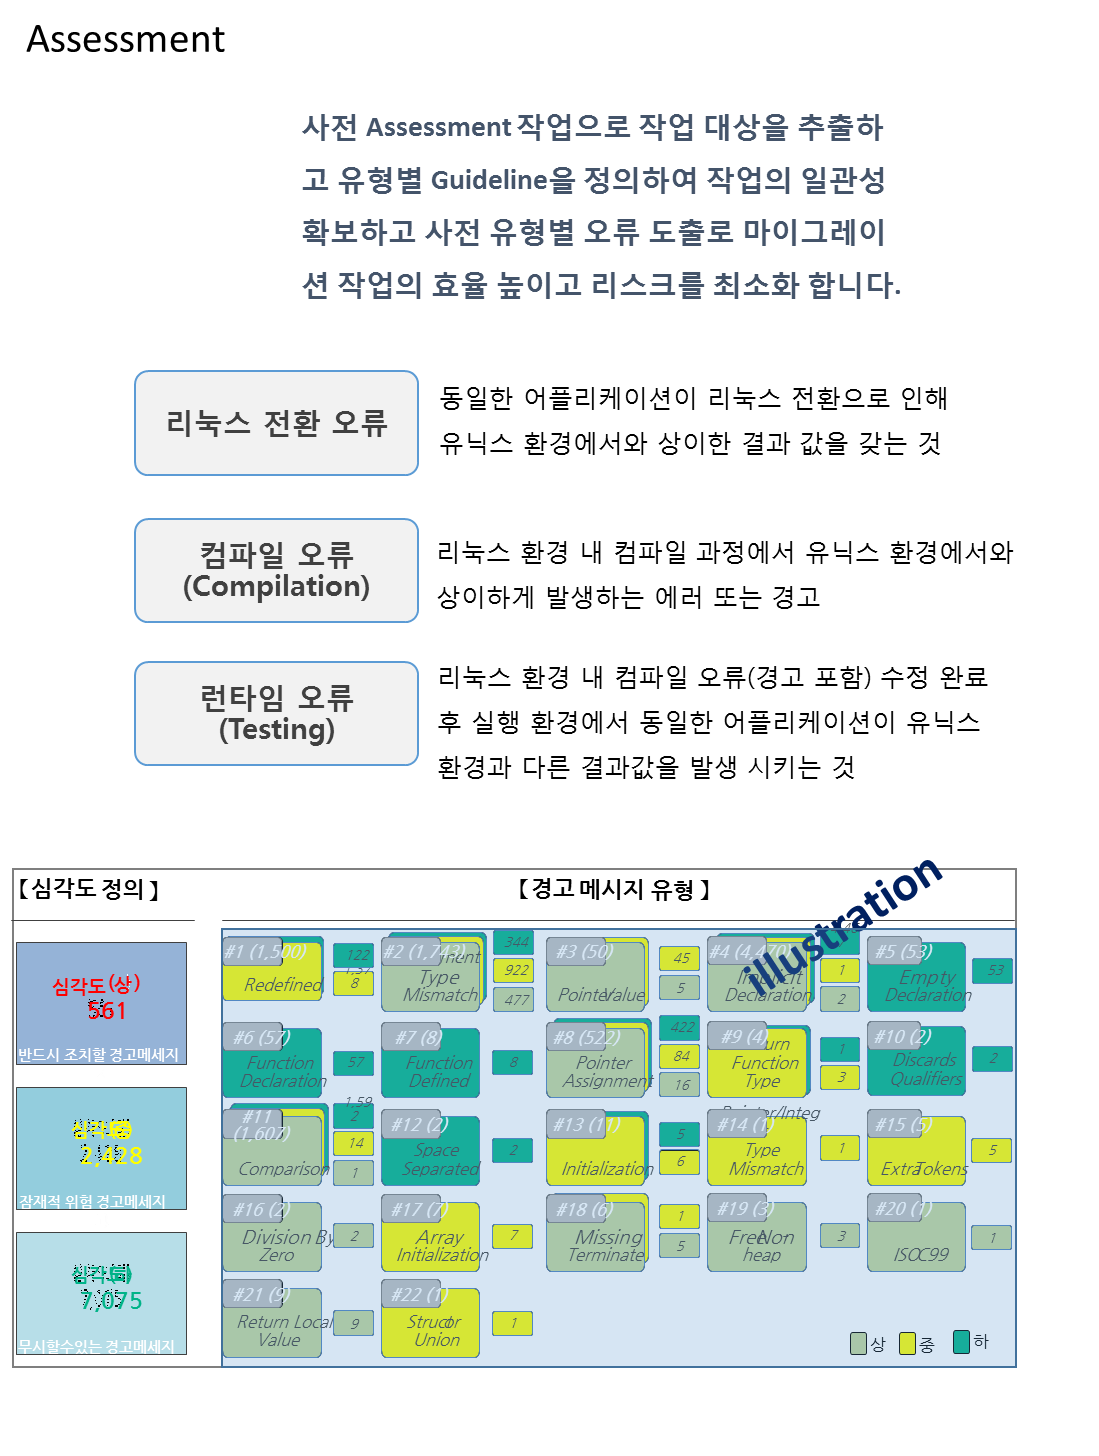 Assessment
사전 Assessment 작업으로 작업 대상을 추출하
고 유형별 Guideline을 정의하여 작업의 일관성
확보하고 사전 유형별 오류 도출로 마이그레이
션 작업의 효율 높이고 리스크를 최소화 합니다.
리눅스 전환 오류
동일한 어플리케이션이 리눅스 전환으로 인해
유닉스 환경에서와 상이한 결과 값을 갖는 것
컴파일 오류
(Compilation)
리눅스 환경 내 컴파일 과정에서 유닉스 환경에서와
상이하게 발생하는 에러 또는 경고
런타임 오류
(Testing)
리눅스 환경 내 컴파일 오류(경고 포함) 수정 완료
후 실행 환경에서 동일한 어플리케이션이 유닉스
환경과 다른 결과값을 발생 시키는 것
【심각도 정의】
심각도(상)
561
반드시 조치할 경고메세지
2,428
잠재적 위험 경고메세지
7,075
무시할수있는 경고메세지
【경고 메시지 유형】
illustration
#1 (1,500)
Redefined
122
8
#2 (1,743)
Type
Mismatch
344
922
477
#3 (50)
Pointer Value
45
5
#4 (4,470)
Implicit
Declaration
1
2
#5 (53)
Empty
Declaration
53
#6 (57)
Function
Declaration
57
#7 (8)
Function
Defined
8
#8 (522)
Pointer
Assignment
422
84
16
#9 (4)
Function
Type
1
3
#10 (2)
Discards
Qualifiers
2
#11
(1,607)
Comparison
1,59
2
14
1
#12 (2)
Space
Separated
2
#13 (11)
Initialization
5
6
#14 (1)
Pointer/Integ
Type
Mismatch
1
#15 (5)
Extra Tokens
5
#16 (2)
Division By
Zero
2
#17 (7)
Array
Initialization
7
#18 (6)
Missing
Terminate
1
5
#19 (3)
Free Non-
heap
3
#20 (1)
ISO C99
1
#21 (9)
Return Local
Value
9
#22 (1)
Struct or
Union
1
상
중
하